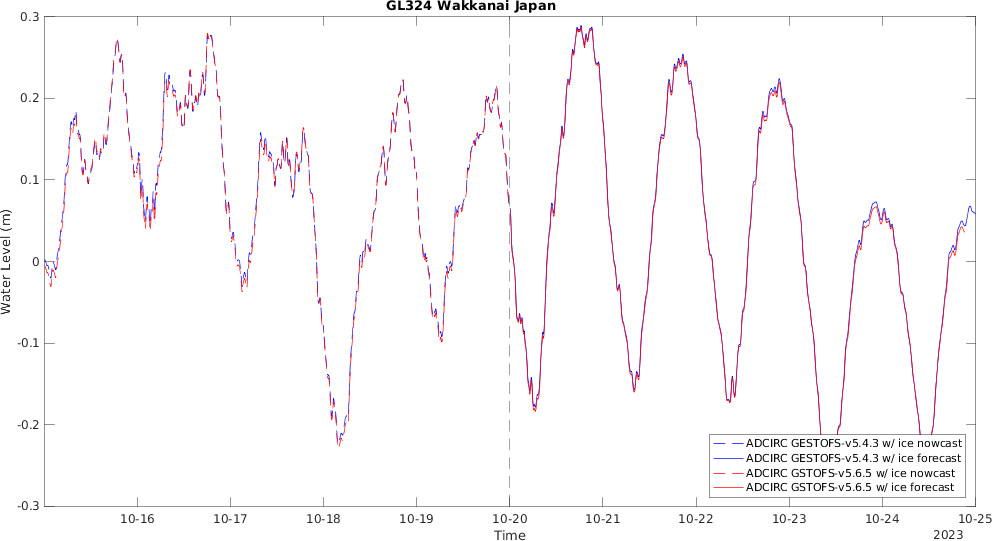 GL324 Wakkanai Japan
0.3
0.2
0.1
0
-0.1
-0.2
-0.3
Water Level (m)
10-16 10-17 10-18 10-19 10-20 10-21 10-22 10-23 10-24 10-25
Time
2023
ADCIRC GESTOFS-v5.4.3 w/ ice nowcast
ADCIRC GESTOFS-v5.4.3 w/ ice forecast
ADCIRC GSTOFS-v5.6.5 w/ ice nowcast
ADCIRC GSTOFS-v5.6.5 w/ ice forecast